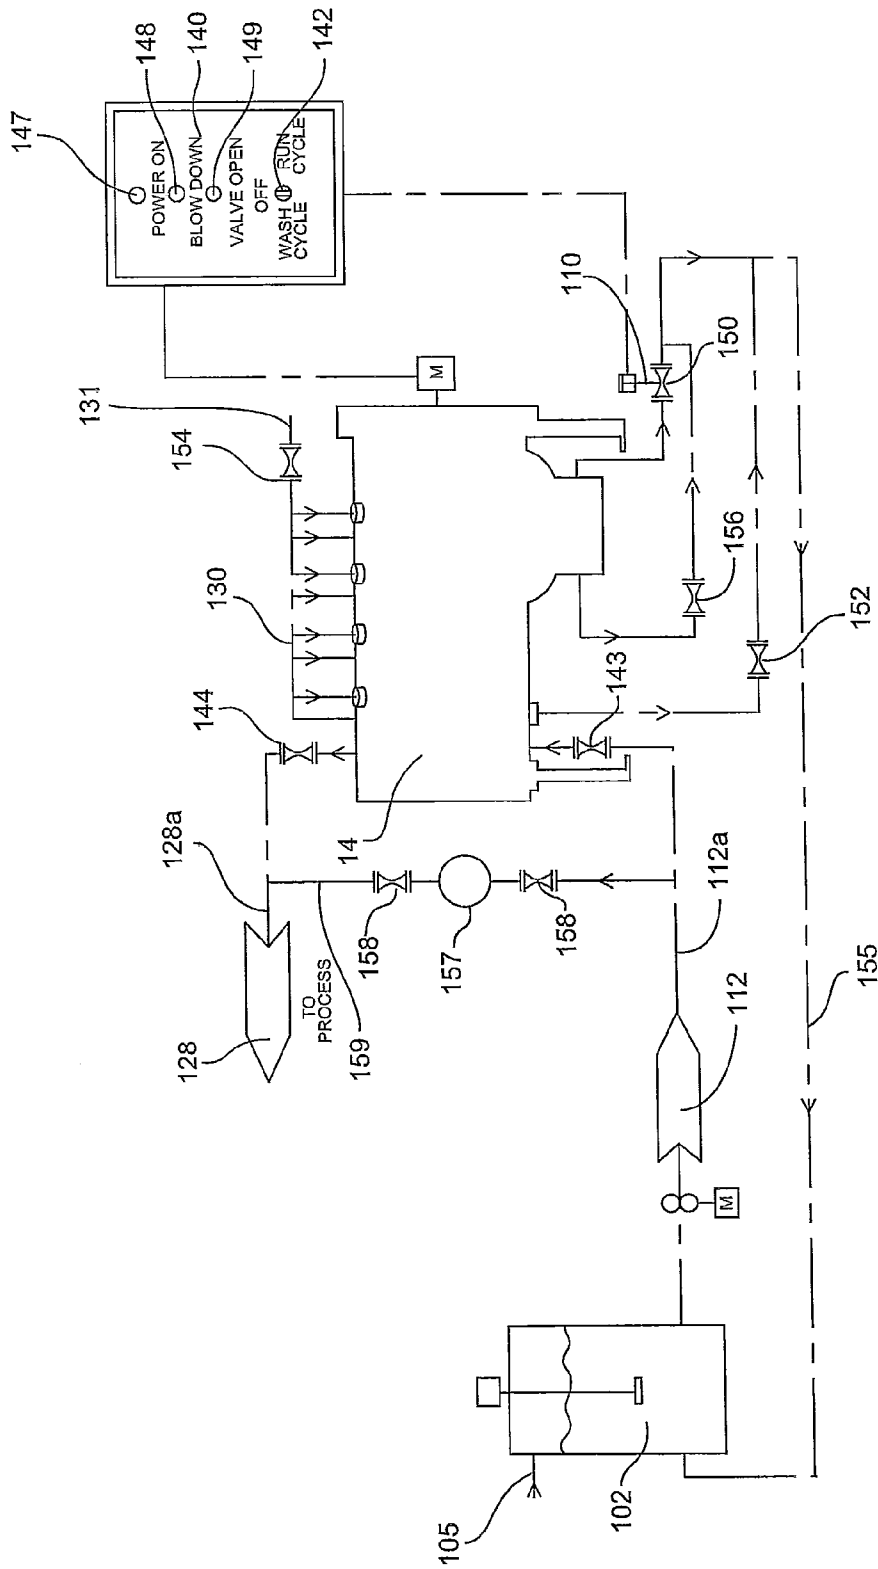 147
148
140
149
142
POWER ON
BLOW DOWN
VALVE OPEN
OFF
WASH CYCLE
RUN CYCLE
131
154
130
144
128a
128
TO
PROCESS
159
158
157
158
14
M
110
150
156
152
143
112a
112
155
M
105
102